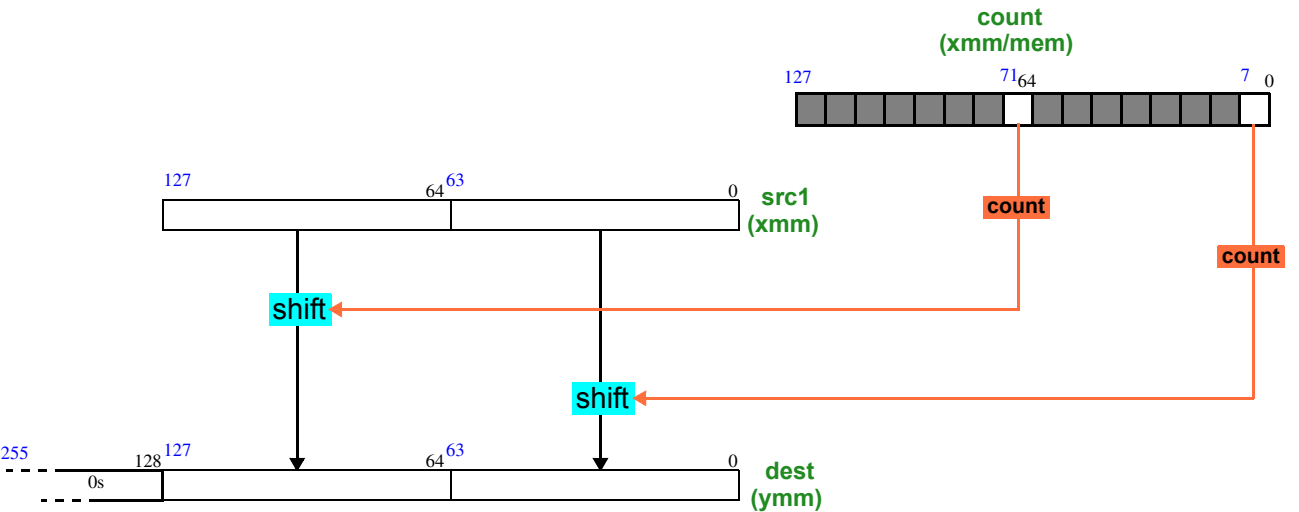 count
(xmm/mem)
127 71 64 7 0
127 64 63 0
src1
(xmm)
count
count
shift
shift
255 128 127 64 63 0
0s
dest
(ymm)